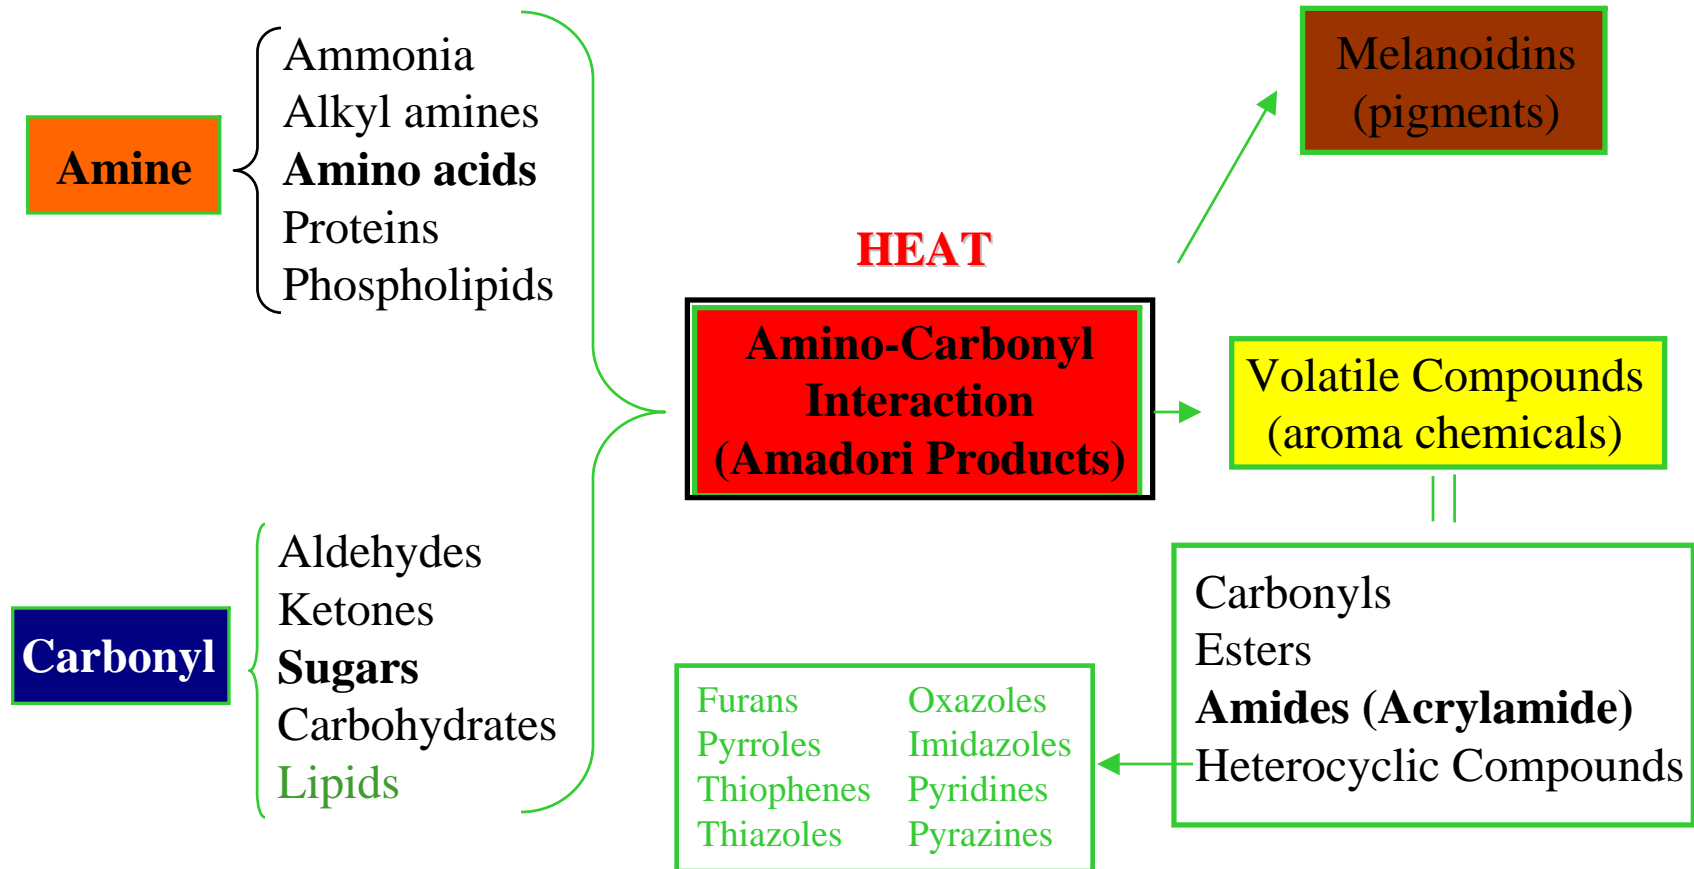 Amine
Ammonia
Alkyl amines
Amino acids
Proteins
Phospholipids
Carbonyl
Aldehydes
Ketones
Sugars
Carbohydrates
Lipids
HEAT
Amino-Carbonyl
Interaction
(Amadori Products)
Melanoidins
(pigments)
Volatile Compounds
(aroma chemicals)
Carbonyls
Esters
Amides (Acrylamide)
Heterocyclic Compounds
Furans Oxazoles
Pyrroles Imidazoles
Thiophenes Pyridines
Thiazoles Pyrazines